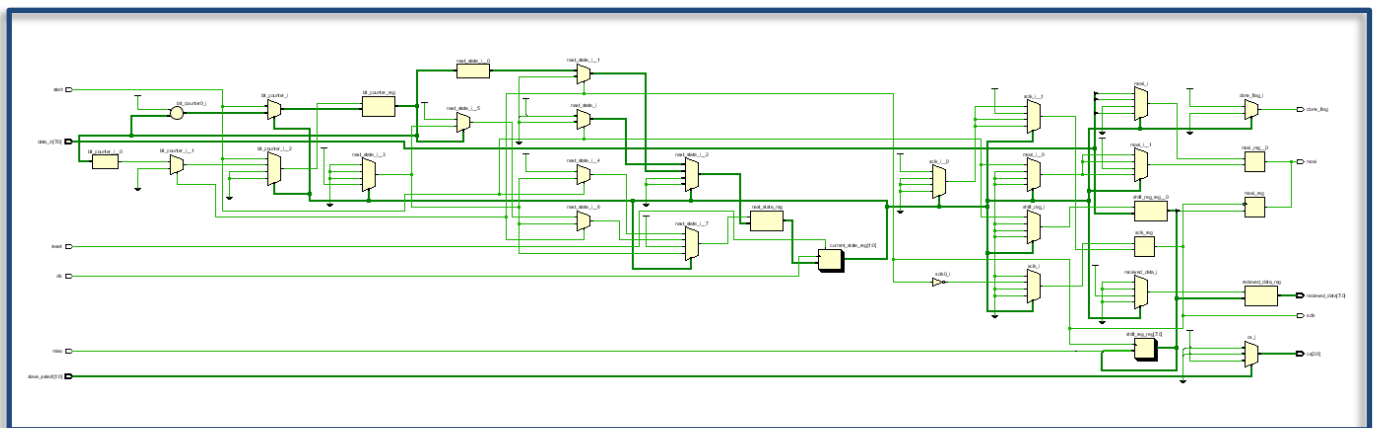 next_state_i__0
next_state_i__1
start
bit_counter_i
bit_counter_reg
bit_counter0_i
next_state_i
next_state_i__5
sclk_i__1
mosi_i
done_flag_i
done_flag
data_in[7:0]
bit_counter_i__0
bit_counter_i__1
bit_counter_i__2
next_state_i__3
next_state_i__4
next_state_i__2
sclk_i__0
mosi_i__0
mosi_i__1
mosi_reg__0
mosi
next_state_i__6
next_state_i__7
next_state_reg
shift_reg_i
shift_reg_reg__0
mosi_reg
reset
current_state_reg[1:0]
sclk_reg
clk
sclk0_i
sclk_i
received_data_i
received_data_reg
received_data[7:0]
sclk
shift_reg_reg[7:0]
miso
cs_i
cs[3:0]
slave_select[1:0]